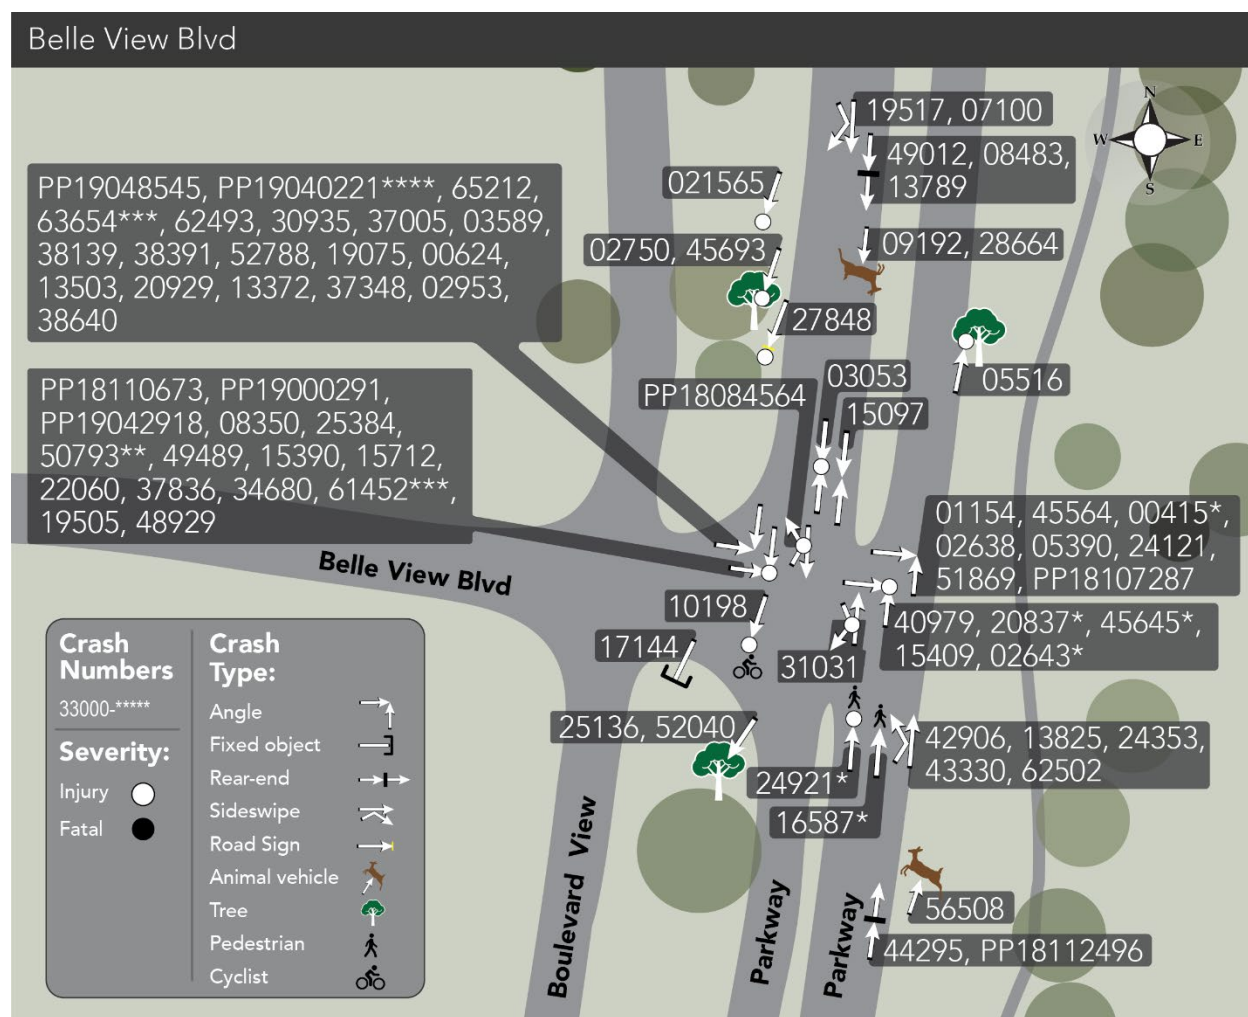 Belle View Blvd
19517, 07100
49012, 08483,
13789
N
W
E
S
PP19048545, PP19040221****, 65212,
63654***, 62493, 30935, 37005, 03589,
38139, 38391, 52788, 19075, 00624,
13503, 20929, 13372, 37348, 02953,
38640
021565
02750, 45693
09192, 28664
27848
05516
03053
PP18084564
15097
PP18110673, PP19000291,
PP19042918, 08350, 25384,
50793**, 49489, 15390, 15712,
22060, 37836, 34680, 61452***,
19505, 48929
01154, 45564, 00415*,
02638, 05390, 24121,
51869, PP18107287
Belle View Blvd
10198
17144
31031
40979, 20837*, 45645*,
15409, 02643*
25136, 52040
24921*
16587*
42906, 13825, 24353,
43330, 62502
56508
44295, PP18112496
Boulevard View
Parkway
Parkway
Crash
Numbers
33000-*****
Severity:
Injury
Fatal
Crash
Type:
Angle
Fixed object
Rear-end
Sideswipe
Road Sign
Animal vehicle
Tree
Pedestrian
Cyclist